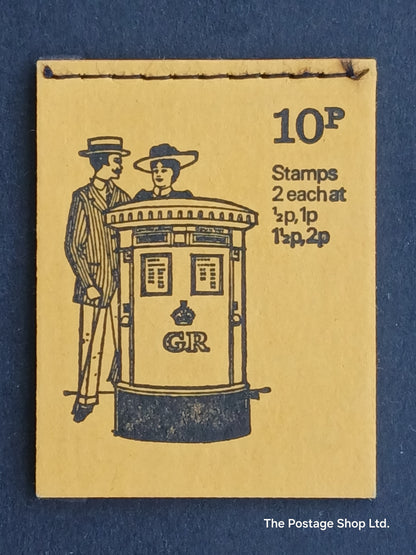 10P
Stamps
2 each at
½p, 1p
1½p, 2p
GR
The Postage Shop Ltd.